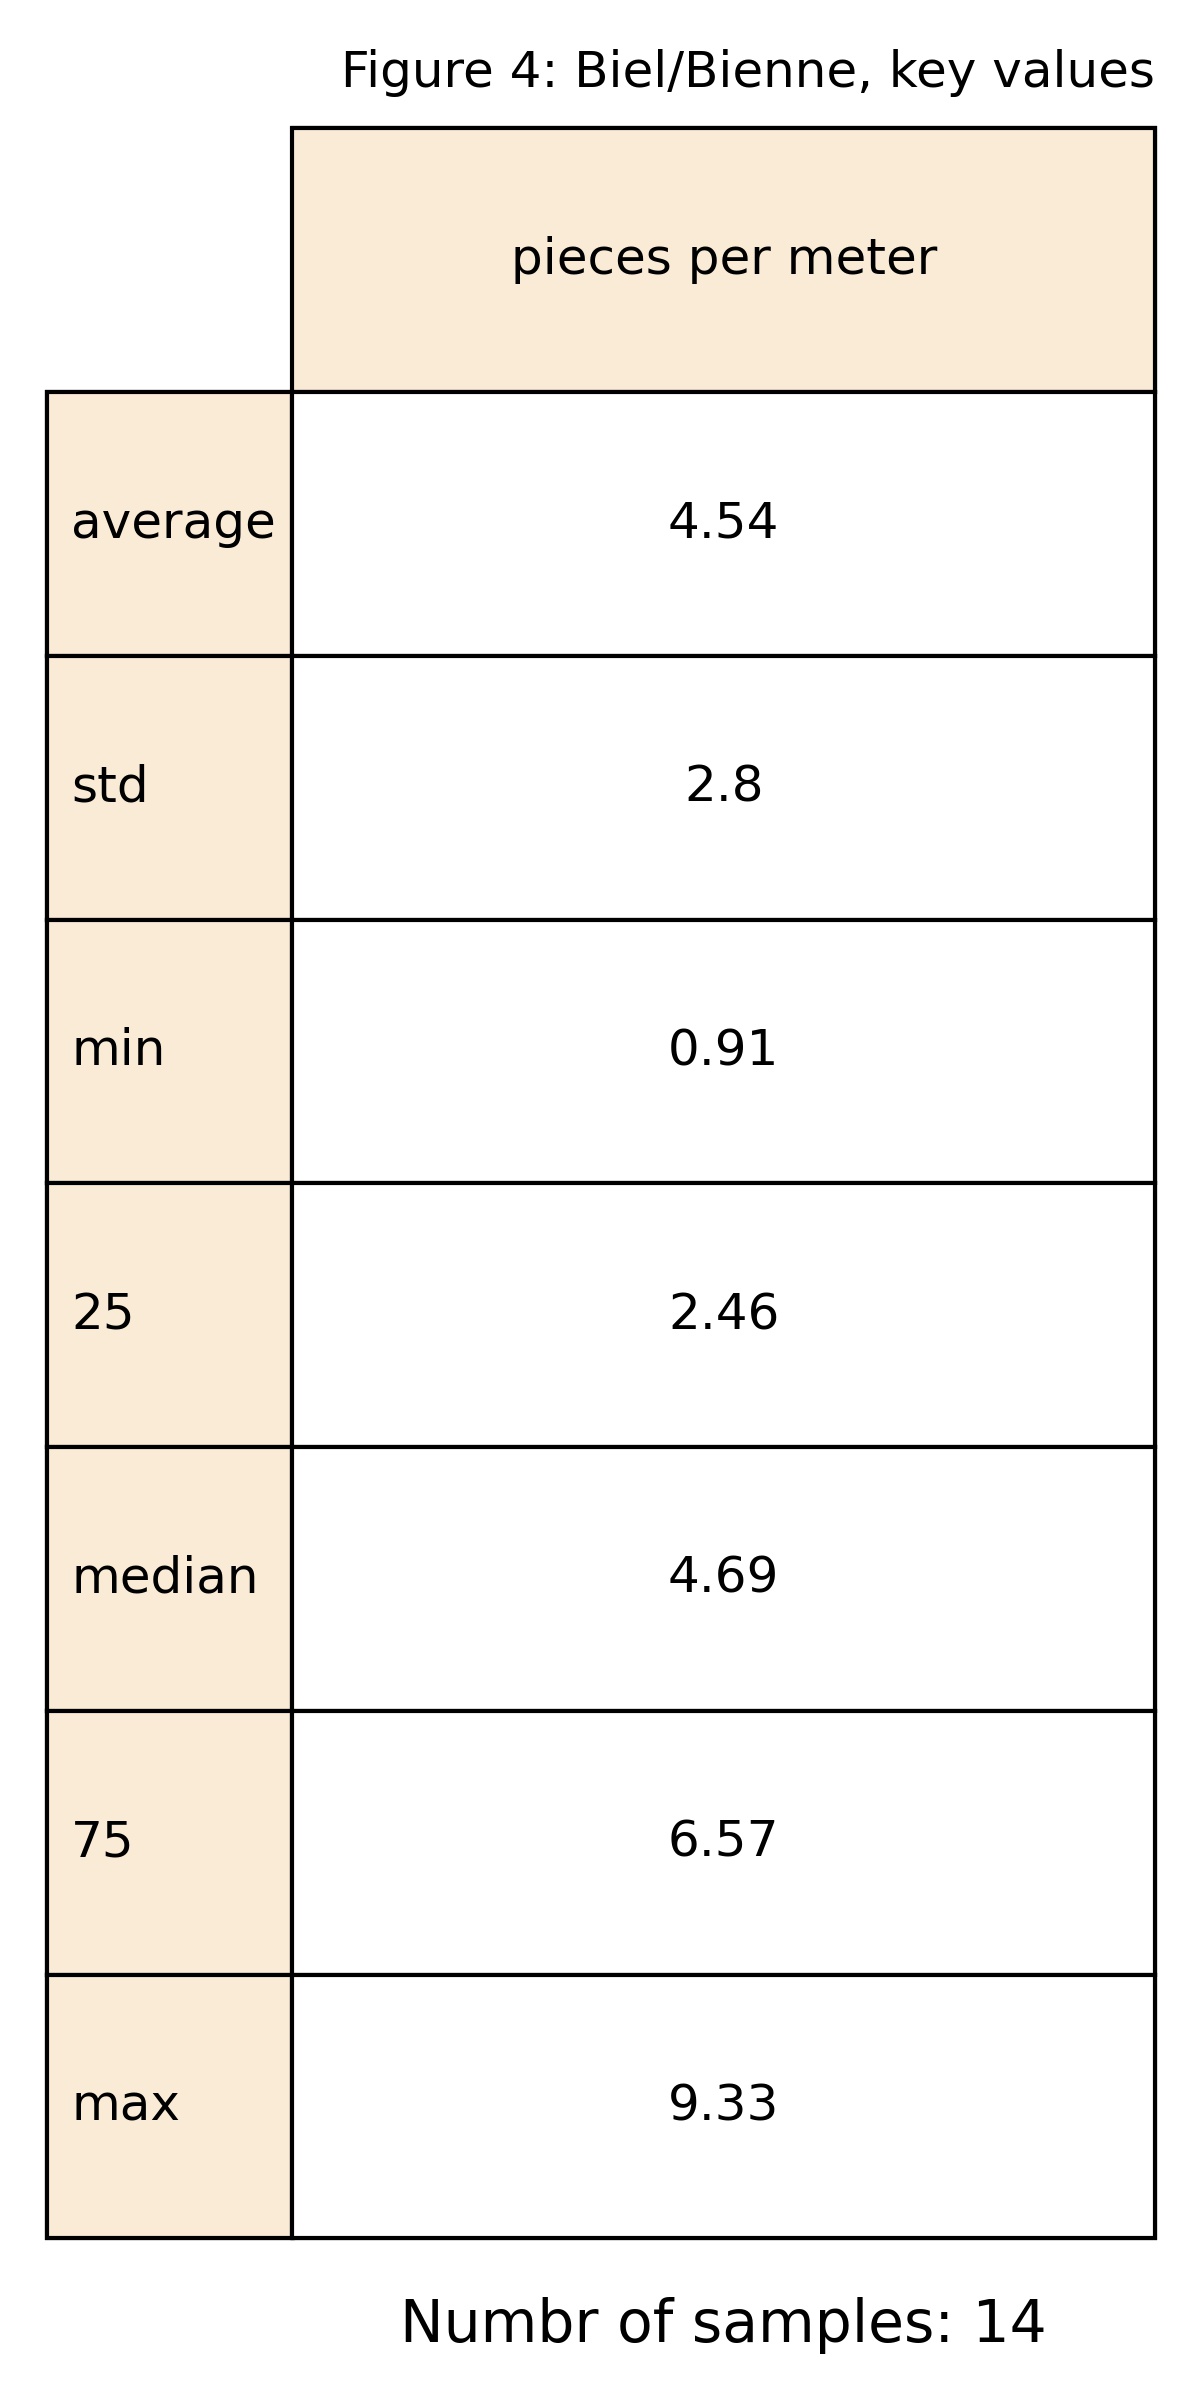 Figure 4: Biel/Bienne, key values
pieces per meter
average 4.54
std 2.8
min 0.91
25 2.46
median 4.69
75 6.57
max 9.33
Numbr of samples: 14